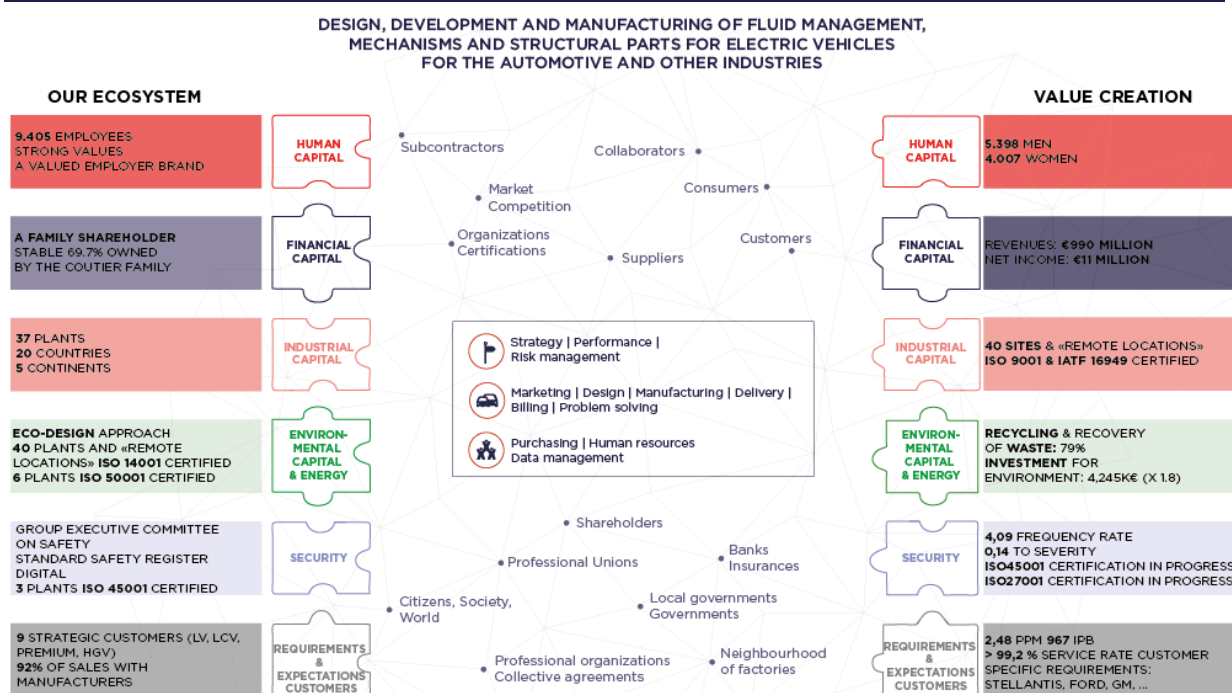 DESIGN, DEVELOPMENT AND MANUFACTURING OF FLUID MANAGEMENT,
MECHANISMS AND STRUCTURAL PARTS FOR ELECTRIC VEHICLES
FOR THE AUTOMOTIVE AND OTHER INDUSTRIES
OUR ECOSYSTEM
9.405 EMPLOYEES
STRONG VALUES
A VALUED EMPLOYER BRAND
HUMAN
CAPITAL
A FAMILY SHAREHOLDER
STABLE 69.7% OWNED
BY THE COUTIER FAMILY
FINANCIAL
CAPITAL
37 PLANTS
20 COUNTRIES
5 CONTINENTS
INDUSTRIAL
CAPITAL
ECO-DESIGN APPROACH
40 PLANTS AND «REMOTE
LOCATIONS» ISO 14001 CERTIFIED
6 PLANTS ISO 50001 CERTIFIED
ENVIRON-
MENTAL
CAPITAL
& ENERGY
GROUP EXECUTIVE COMMITTEE
ON SAFETY
STANDARD SAFETY REGISTER
DIGITAL
3 PLANTS ISO 45001 CERTIFIED
SECURITY
9 STRATEGIC CUSTOMERS (LV, LCV,
PREMIUM, HGV)
92% OF SALES WITH
MANUFACTURERS
REQUIREMENTS
&
EXPECTATIONS
CUSTOMERS
Subcontractors
Collaborators
Market
Competition
Consumers
Organizations
Certifications
Customers
Suppliers
Strategy | Performance |
Risk management
Marketing | Design | Manufacturing | Delivery |
Billing | Problem solving
Purchasing | Human resources
Data management
Shareholders
Professional Unions
Banks
Insurances
Citizens, Society,
World
Local governments
Governments
Professional organizations
Collective agreements
Neighbourhood
of factories
VALUE CREATION
HUMAN
CAPITAL
5.398 MEN
4.007 WOMEN
FINANCIAL
CAPITAL
REVENUES: €990 MILLION
NET INCOME: €11 MILLION
INDUSTRIAL
CAPITAL
40 SITES & «REMOTE LOCATIONS»
ISO 9001 & IATF 16949 CERTIFIED
ENVIRON-
MENTAL
CAPITAL
& ENERGY
RECYCLING & RECOVERY
OF WASTE: 79%
INVESTMENT FOR
ENVIRONMENT: 4,245K€ (X 1.8)
SECURITY
4,09 FREQUENCY RATE
0,14 TO SEVERITY
ISO45001 CERTIFICATION IN PROGRESS
ISO27001 CERTIFICATION IN PROGRESS
REQUIREMENTS
&
EXPECTATIONS
CUSTOMERS
2,48 PPM 967 IPB
> 99,2 % SERVICE RATE CUSTOMER
SPECIFIC REQUIREMENTS:
STELLANTIS, FORD, GM, ...